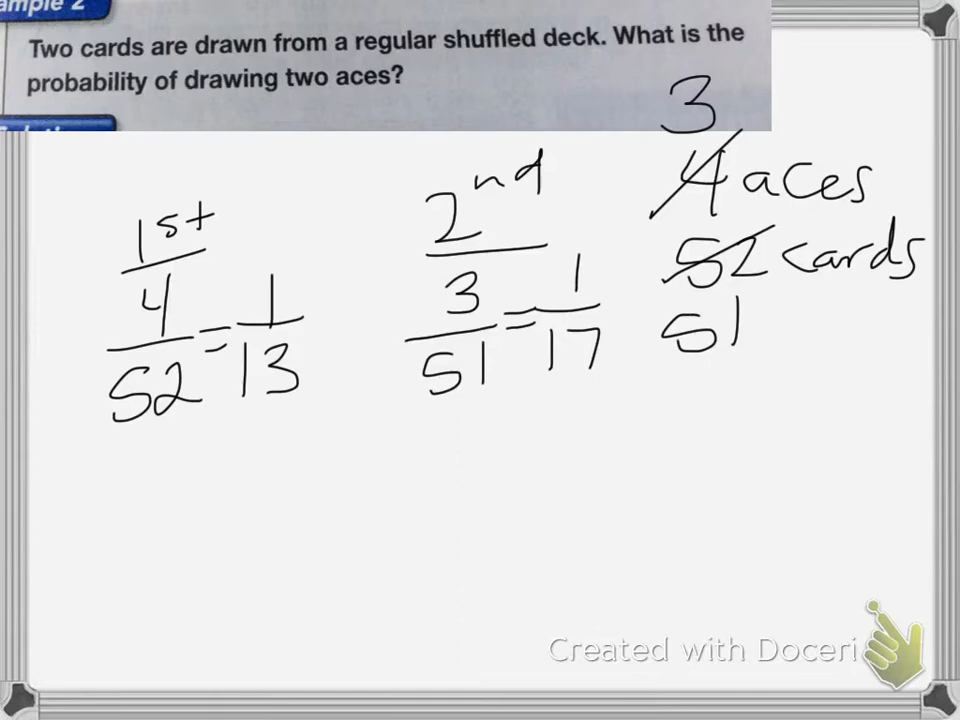 ample 2
Two cards are drawn from a regular shuffled deck. What is the
probability of drawing two aces?
3
4 aces
52 cards
51
1st
4/52 = 1/13
2nd
3/51 = 1/17
Created with Doceri